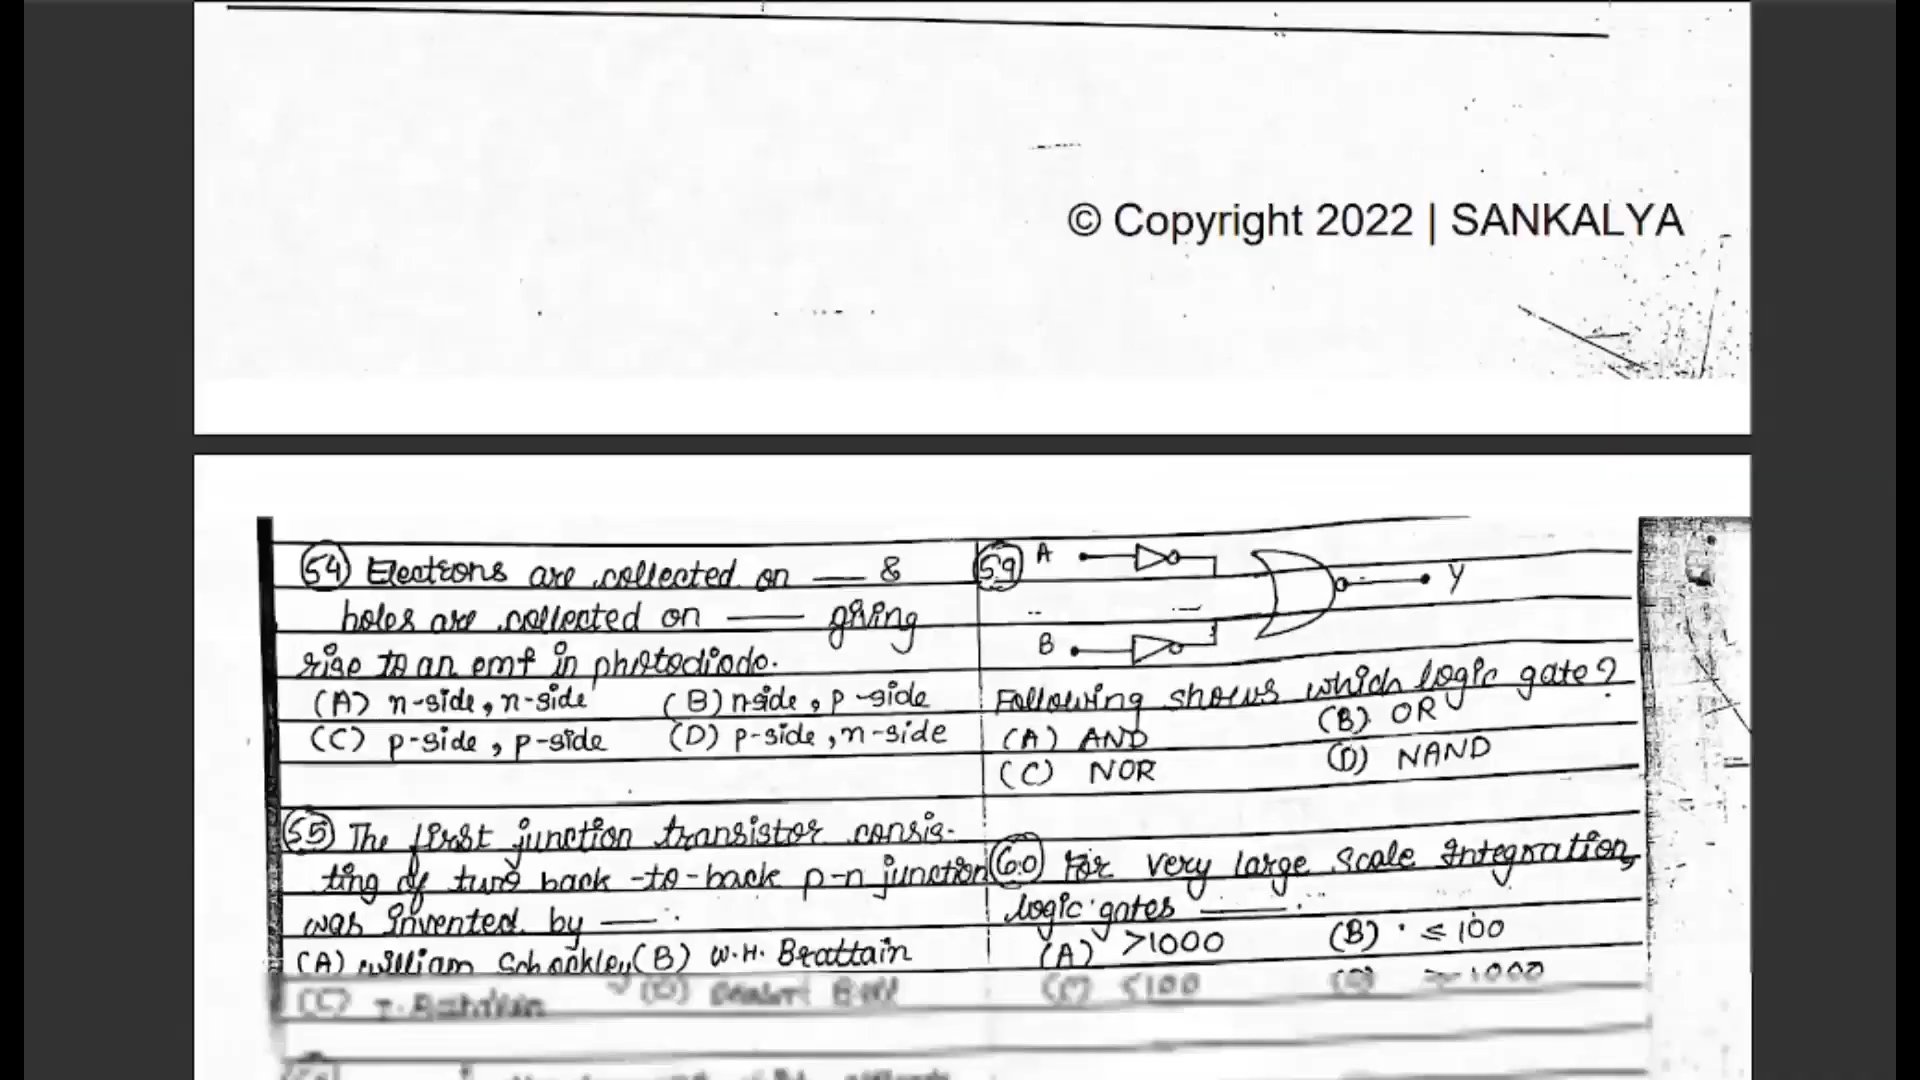 © Copyright 2022 | SANKALYA
54 Electrons are collected on — &
holes are collected on — giving
rise to an emf in photodiode.
(A) n-side, n-side (B) n-side, p-side
(C) p-side, p-side (D) p-side, n-side
55 The first junction transistor consis-
ting of two back-to-back p-n junction
was invented by —.
(A) William Schockley (B) W.H. Brattain
(C)
59 A
Y
B
Following shows which logic gate?
(A) AND (B) OR
(C) NOR (D) NAND
60 For very large scale Integration,
logic gates —.
(A) >1000 (B) ≤ 100
(C) <100 (D) 1000